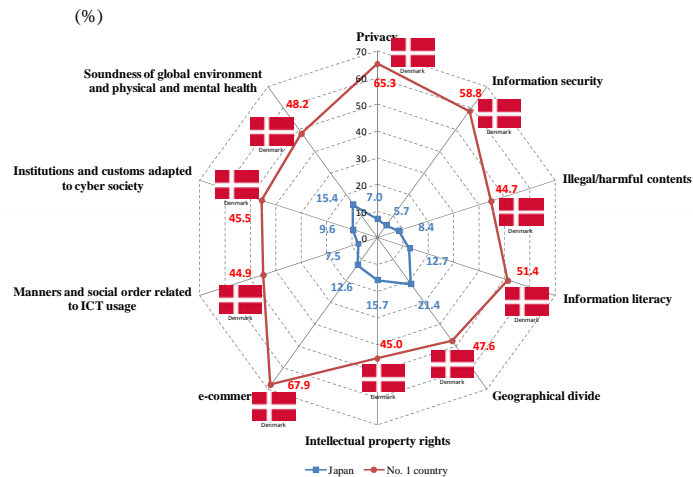 (%)
Privacy
70
Denmark
Soundness of global environment
and physical and mental health
Information security
60
65.3
58.8
50
48.2
Denmark
40
Denmark
Institutions and customs adapted
to cyber society
Illegal/harmful contents
30
44.7
20
15.4
7.0
Denmark
45.5
10
5.7
Denmark
9.6
8.4
0
7.5
12.7
44.9
51.4
Manners and social order related
to ICT usage
12.6
15.7
21.4
Information literacy
Denmark
Denmark
45.0
47.6
67.9
e-commer
Denmark
Denmark
Geographical divide
Denmark
Intellectual property rights
Japan
No. 1 country